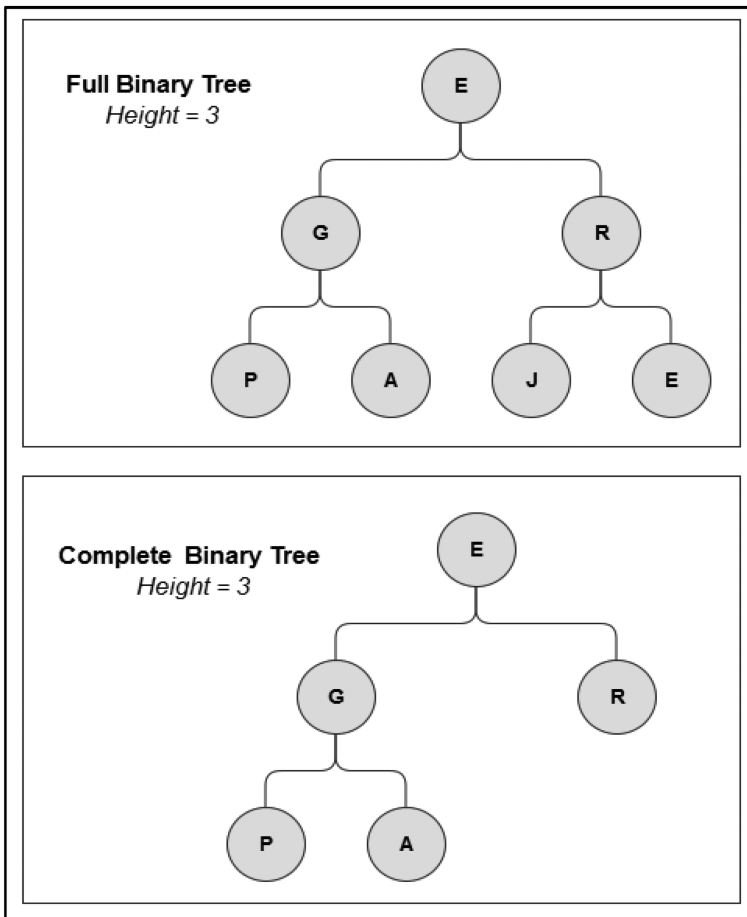 Full Binary Tree
Height = 3
E
G
R
P
A
J
E
Complete Binary Tree
Height = 3
E
G
R
P
A